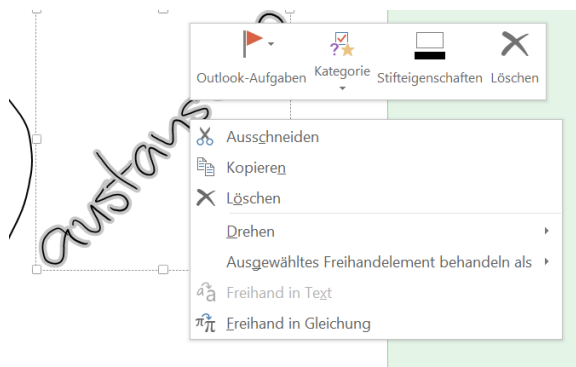 Outlook-Aufgaben Kategorie Stifteigenschaften Löschen
Ausschneiden
Kopieren
Löschen
Drehen
Ausgewähltes Freihandelement behandeln als
Freihand in Text
Freihand in Gleichung
austaus